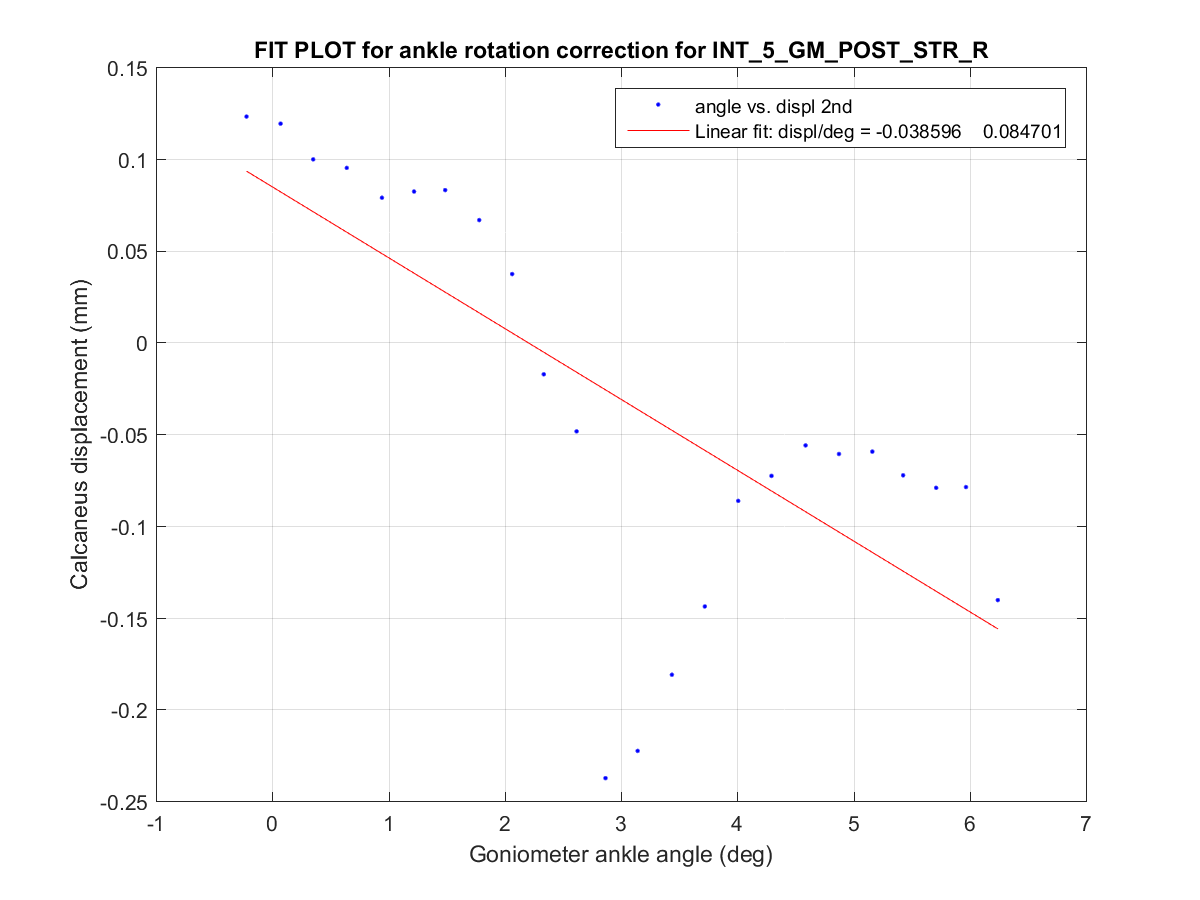 FIT PLOT for ankle rotation correction for INT_5_GM_POST_STR_R
0.15
angle vs. displ 2nd
Linear fit: displ/deg = -0.038596    0.084701
0.1
0.05
0
-0.05
-0.1
-0.15
-0.2
-0.25
Calcaneus displacement (mm)
-1 0 1 2 3 4 5 6 7
Goniometer ankle angle (deg)